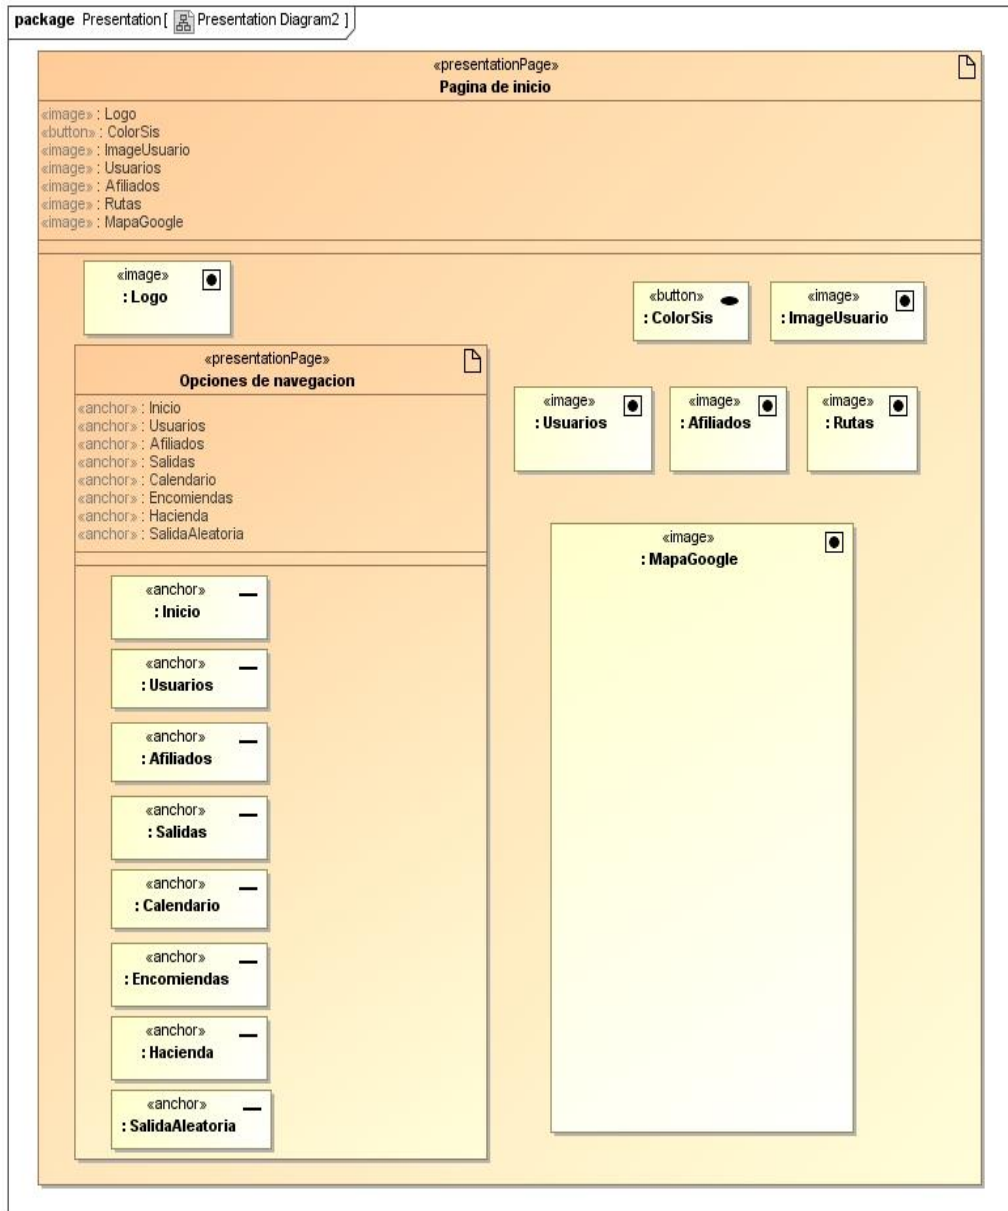 package Presentation [ Presentation Diagram2 ]
«presentationPage»
Pagina de inicio
«image» : Logo
«button» : ColorSis
«image» : ImageUsuario
«image» : Usuarios
«image» : Afiliados
«image» : Rutas
«image» : MapaGoogle
«image»
: Logo
«button»
: ColorSis
«image»
: ImageUsuario
«presentationPage»
Opciones de navegacion
«anchor» : Inicio
«anchor» : Usuarios
«anchor» : Afiliados
«anchor» : Salidas
«anchor» : Calendario
«anchor» : Encomiendas
«anchor» : Hacienda
«anchor» : SalidaAleatoria
«anchor»
: Inicio
«anchor»
: Usuarios
«anchor»
: Afiliados
«anchor»
: Salidas
«anchor»
: Calendario
«anchor»
: Encomiendas
«anchor»
: Hacienda
«anchor»
: SalidaAleatoria
«image»
: Usuarios
«image»
: Afiliados
«image»
: Rutas
«image»
: MapaGoogle